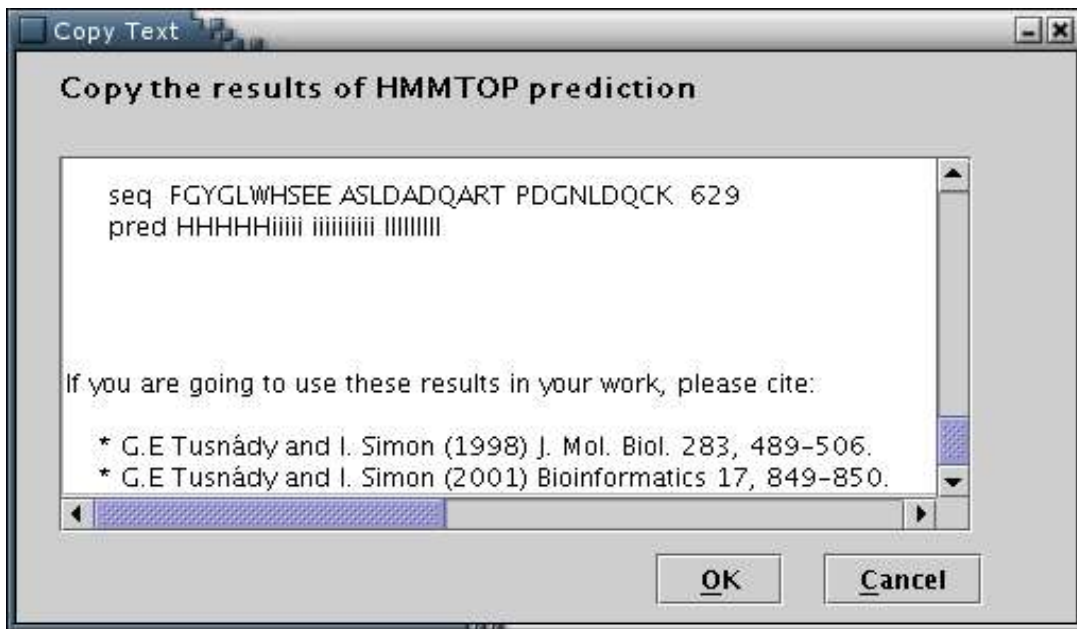 Copy Text
Copy the results of HMMTOP prediction
seq FGYGLWHSEE ASLDADQART PDGNLDQCK 629
pred HHHHHiiiii iiiiiiiiii IIIIIIIII
If you are going to use these results in your work, please cite:
* G.E Tusnády and I. Simon (1998) J. Mol. Biol. 283, 489-506.
* G.E Tusnády and I. Simon (2001) Bioinformatics 17, 849-850.
OK Cancel